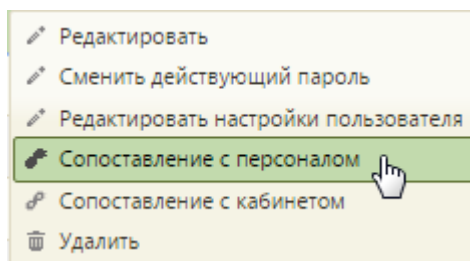 Редактировать
Сменить действующий пароль
Редактировать настройки пользователя
Сопоставление с персоналом
Сопоставление с кабинетом
Удалить